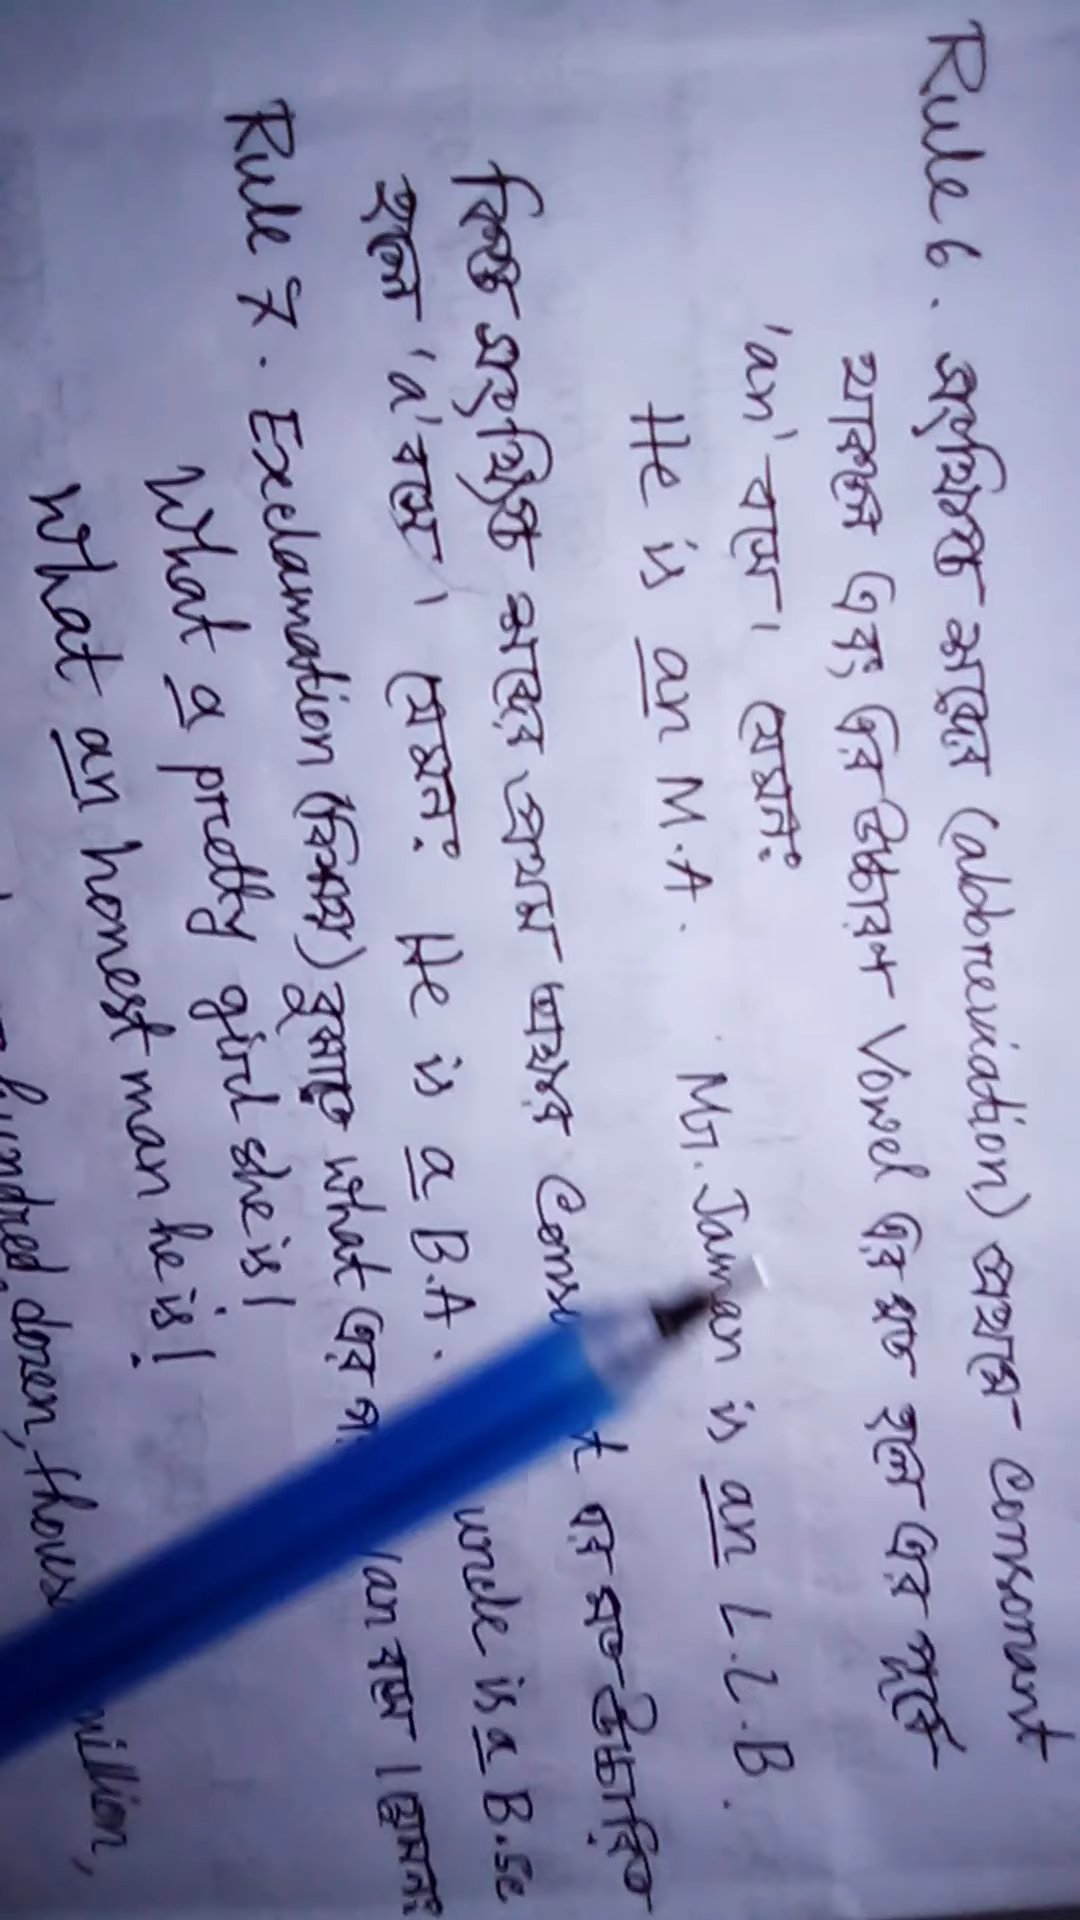 Rule 6. সংক্ষিপ্ত শব্দের (abbreviation) প্রথমে consonant
থাকলে এবং এর উচ্চারণ Vowel এর মত হলে এর পূর্বে
'an' বসে। যেমন:
He is an M.A. Mr. Jaman is an L.L.B.
কিন্তু সংক্ষিপ্ত শব্দের প্রথম অক্ষর এর মত উচ্চারিত
হলে 'a' বসে। যেমন: He is a B.A. uncle is a B.Sc
Rule 7. Exclamation (বিস্ময়) বুঝাতে what এর /an বসে। যেমন:
What a pretty girl she is!
What an honest man he is!
hundred, dozen,